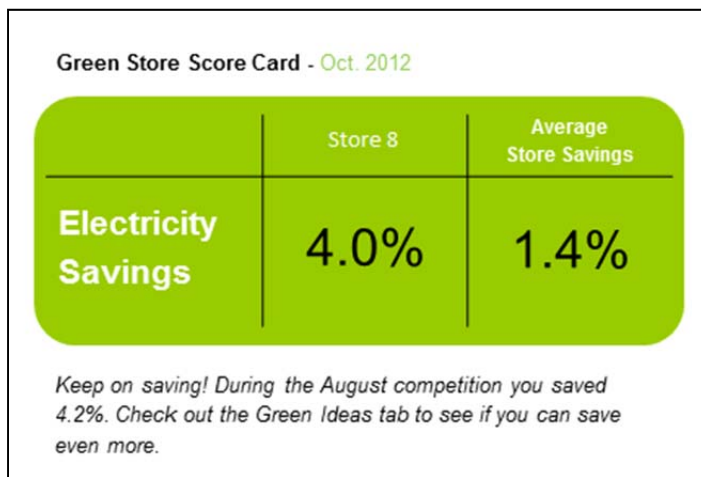 Green Store Score Card - Oct. 2012
Store 8
Average
Store Savings
Electricity
Savings
4.0%
1.4%
Keep on saving! During the August competition you saved
4.2%. Check out the Green Ideas tab to see if you can save
even more.